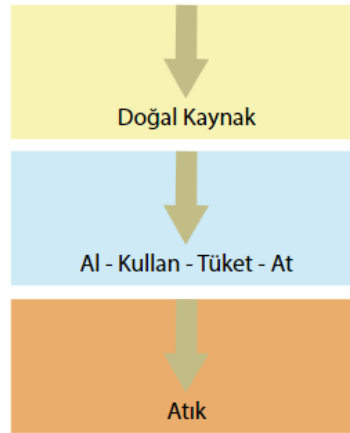 Doğal Kaynak
Al - Kullan - Tüket - At
Atık